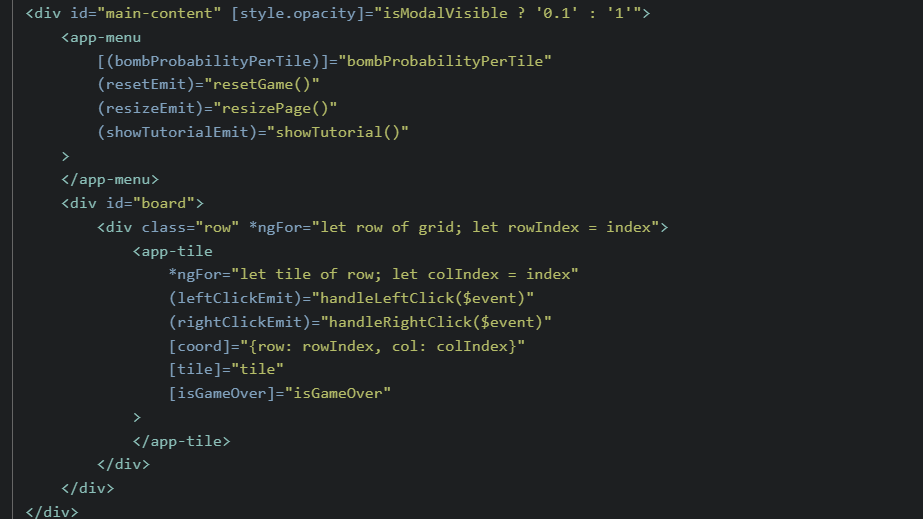 <div id="main-content" [style.opacity]="isModalVisible ? '0.1' : '1'">
    <app-menu
        [(bombProbabilityPerTile)]="bombProbabilityPerTile"
        (resetEmit)="resetGame()"
        (resizeEmit)="resizePage()"
        (showTutorialEmit)="showTutorial()"
    >
    </app-menu>
    <div id="board">
        <div class="row" *ngFor="let row of grid; let rowIndex = index">
            <app-tile
                *ngFor="let tile of row; let colIndex = index"
                (leftClickEmit)="handleLeftClick($event)"
                (rightClickEmit)="handleRightClick($event)"
                [coord]="{row: rowIndex, col: colIndex}"
                [tile]="tile"
                [isGameOver]="isGameOver"
            >
            </app-tile>
        </div>
    </div>
</div>